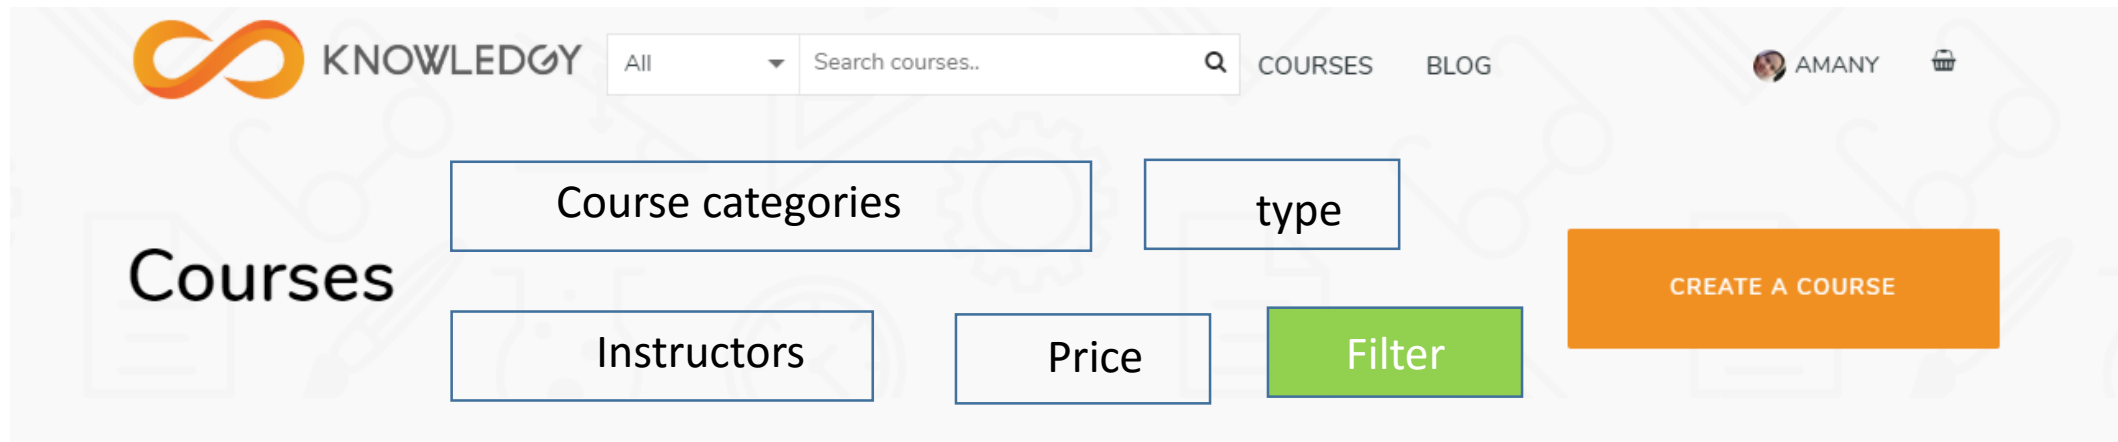 KNOWLEDGY All Search courses.. COURSES BLOG AMANY
Course categories type
Courses CREATE A COURSE
Instructors Price Filter